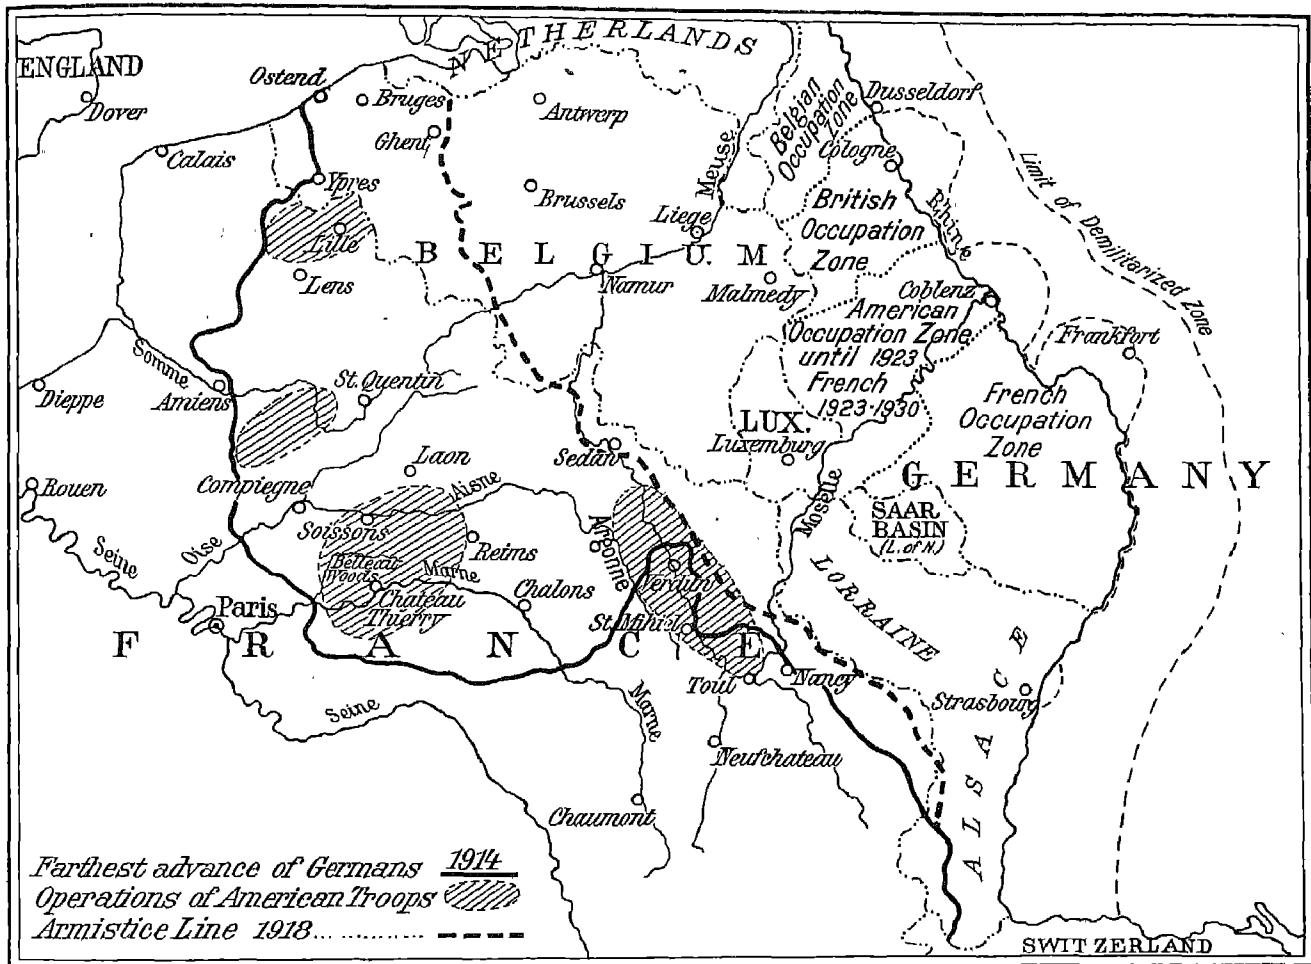 NETHERLANDS
ENGLAND
Dover
Ostend
Bruges
Ghent
Antwerp
Calais
Ypres
Brussels
Meuse
Liege
Belgian
Occupation
Zone
Dusseldorf
Cologne
Rhine
Limit of Demilitarized Zone
British
Occupation
Zone
Lille
BELGIUM
Lens
Namur
Malmedy
Coblenz
American
Occupation Zone
until 1923
French
1923-1930
Frankfort
Somme
Dieppe
Amiens
St. Quentin
French
Occupation
Zone
LUX.
Luxemburg
Sedan
Laon
GERMANY
Rouen
Compiegne
Aisne
Moselle
SAAR
BASIN
(L. of N.)
Soissons
Reims
Argonne
Oise
Seine
Belleau
Woods
Marne
Verdun
Chateau
Thierry
Chalons
Paris
St. Mihiel
LORRAINE
FRANCE
Toul
Nancy
Strasbourg
ALSACE
Seine
Marne
Neufchateau
Chaumont
Farthest advance of Germans 1914
Operations of American Troops
Armistice Line 1918
SWITZERLAND